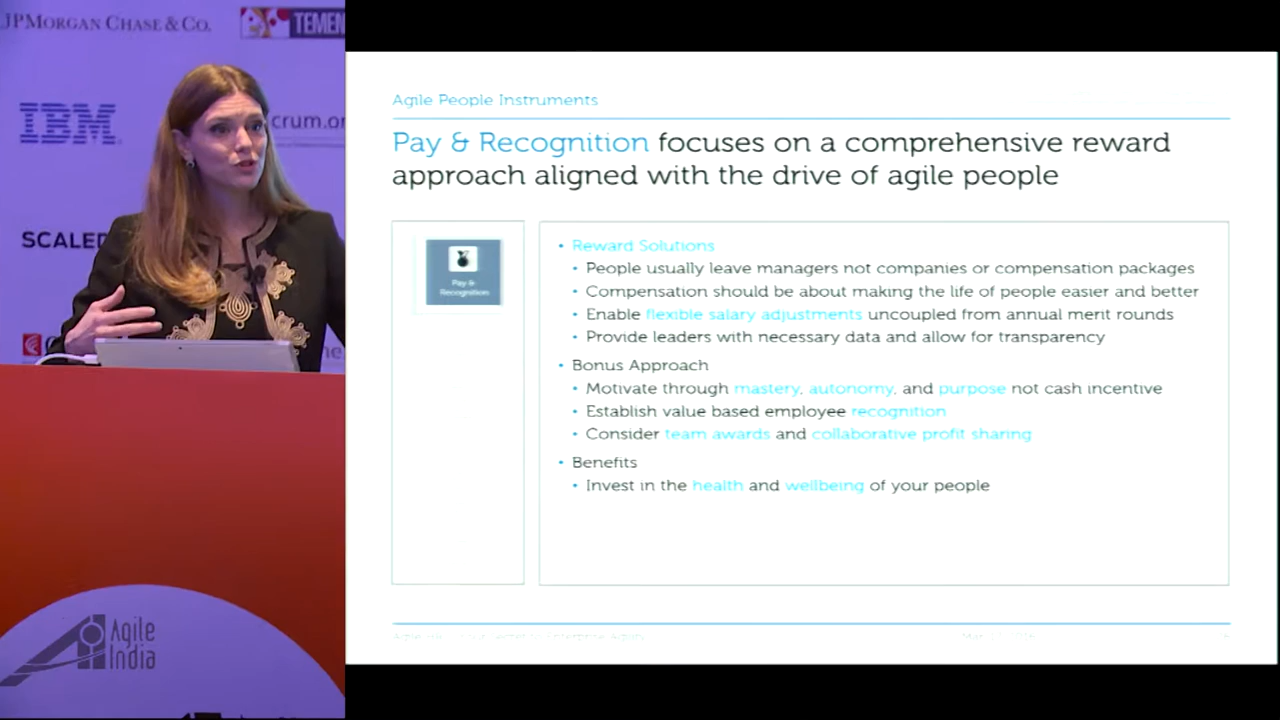 JPMORGAN CHASE & CO.
TEMEN
IBM
crum.or
SCALED
Agile
India
Agile People Instruments
Pay & Recognition focuses on a comprehensive reward
approach aligned with the drive of agile people
Pay &
Recognition
• Reward Solutions
• People usually leave managers not companies or compensation packages
• Compensation should be about making the life of people easier and better
• Enable flexible salary adjustments uncoupled from annual merit rounds
• Provide leaders with necessary data and allow for transparency
• Bonus Approach
• Motivate through mastery, autonomy, and purpose not cash incentive
• Establish value based employee recognition
• Consider team awards and collaborative profit sharing
• Benefits
• Invest in the health and wellbeing of your people